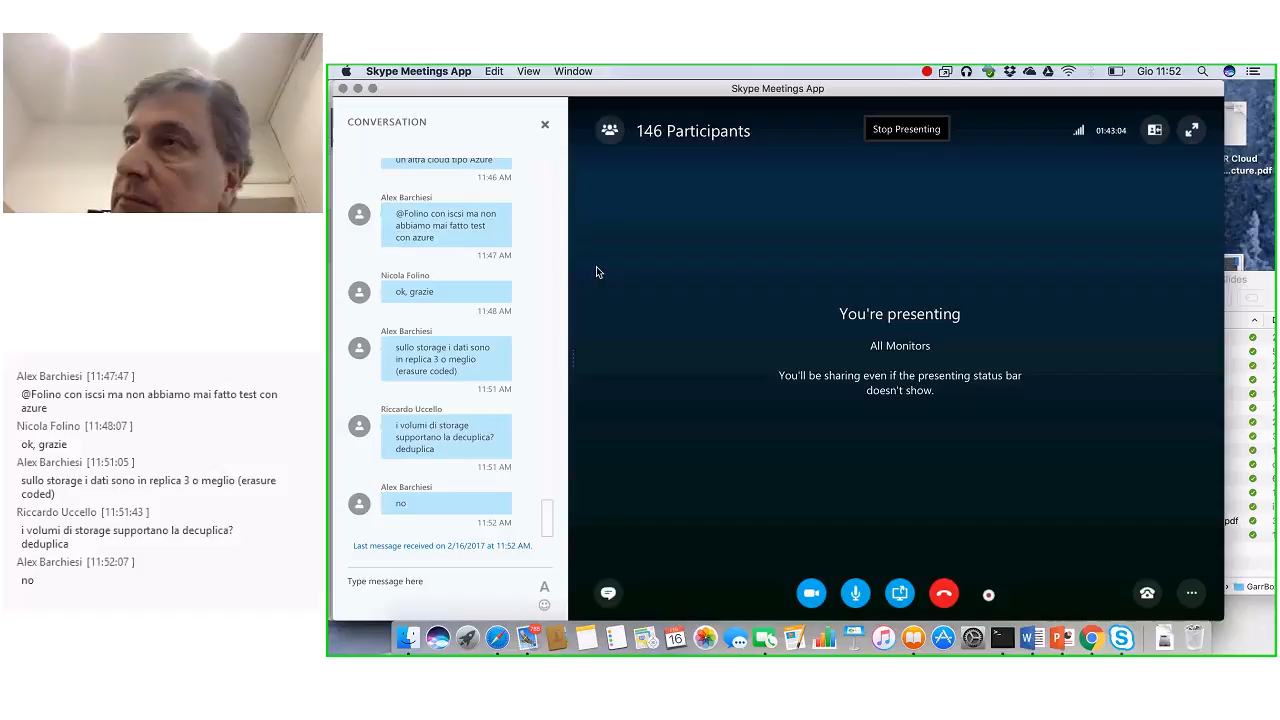 Skype Meetings App
Edit
View
Window
Gio 11:52
Skype Meetings App
CONVERSATION
un altra cloud tipo Azure
11:46 AM
Alex Barchiesi
@Folino con iscsi ma non
abbiamo mai fatto test
con azure
11:47 AM
Nicola Folino
ok, grazie
11:48 AM
Alex Barchiesi
sullo storage i dati sono
in replica 3 o meglio
(erasure coded)
11:51 AM
Riccardo Uccello
i volumi di storage
supportano la decuplica?
deduplica
11:51 AM
Alex Barchiesi
no
11:52 AM
Last message received on 2/16/2017 at 11:52 AM.
Type message here
A
146 Participants
Stop Presenting
01:43:04
You're presenting
All Monitors
You'll be sharing even if the presenting status bar
doesn't show.
R Cloud
...cture.pdf
lides
pdf
GarrBo
16
Alex Barchiesi [11:47:47]
@Folino con iscsi ma non abbiamo mai fatto test con
azure
Nicola Folino [11:48:07]
ok, grazie
Alex Barchiesi [11:51:05]
sullo storage i dati sono in replica 3 o meglio (erasure
coded)
Riccardo Uccello [11:51:43]
i volumi di storage supportano la decuplica?
deduplica
Alex Barchiesi [11:52:07]
no